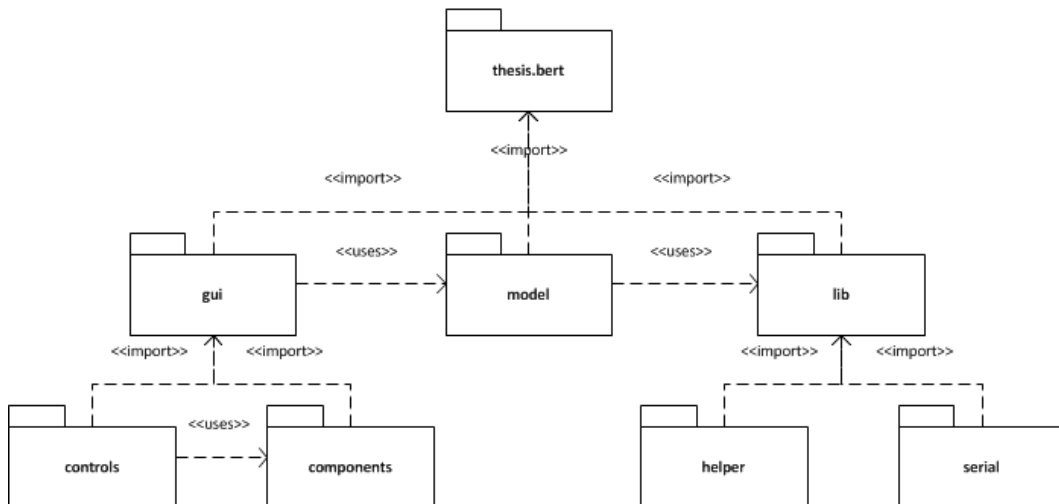 thesis.bert
<<import>>
<<import>>
<<import>>
<<uses>>
<<uses>>
gui
model
lib
<<import>>
<<import>>
<<import>>
<<import>>
<<uses>>
controls
components
helper
serial